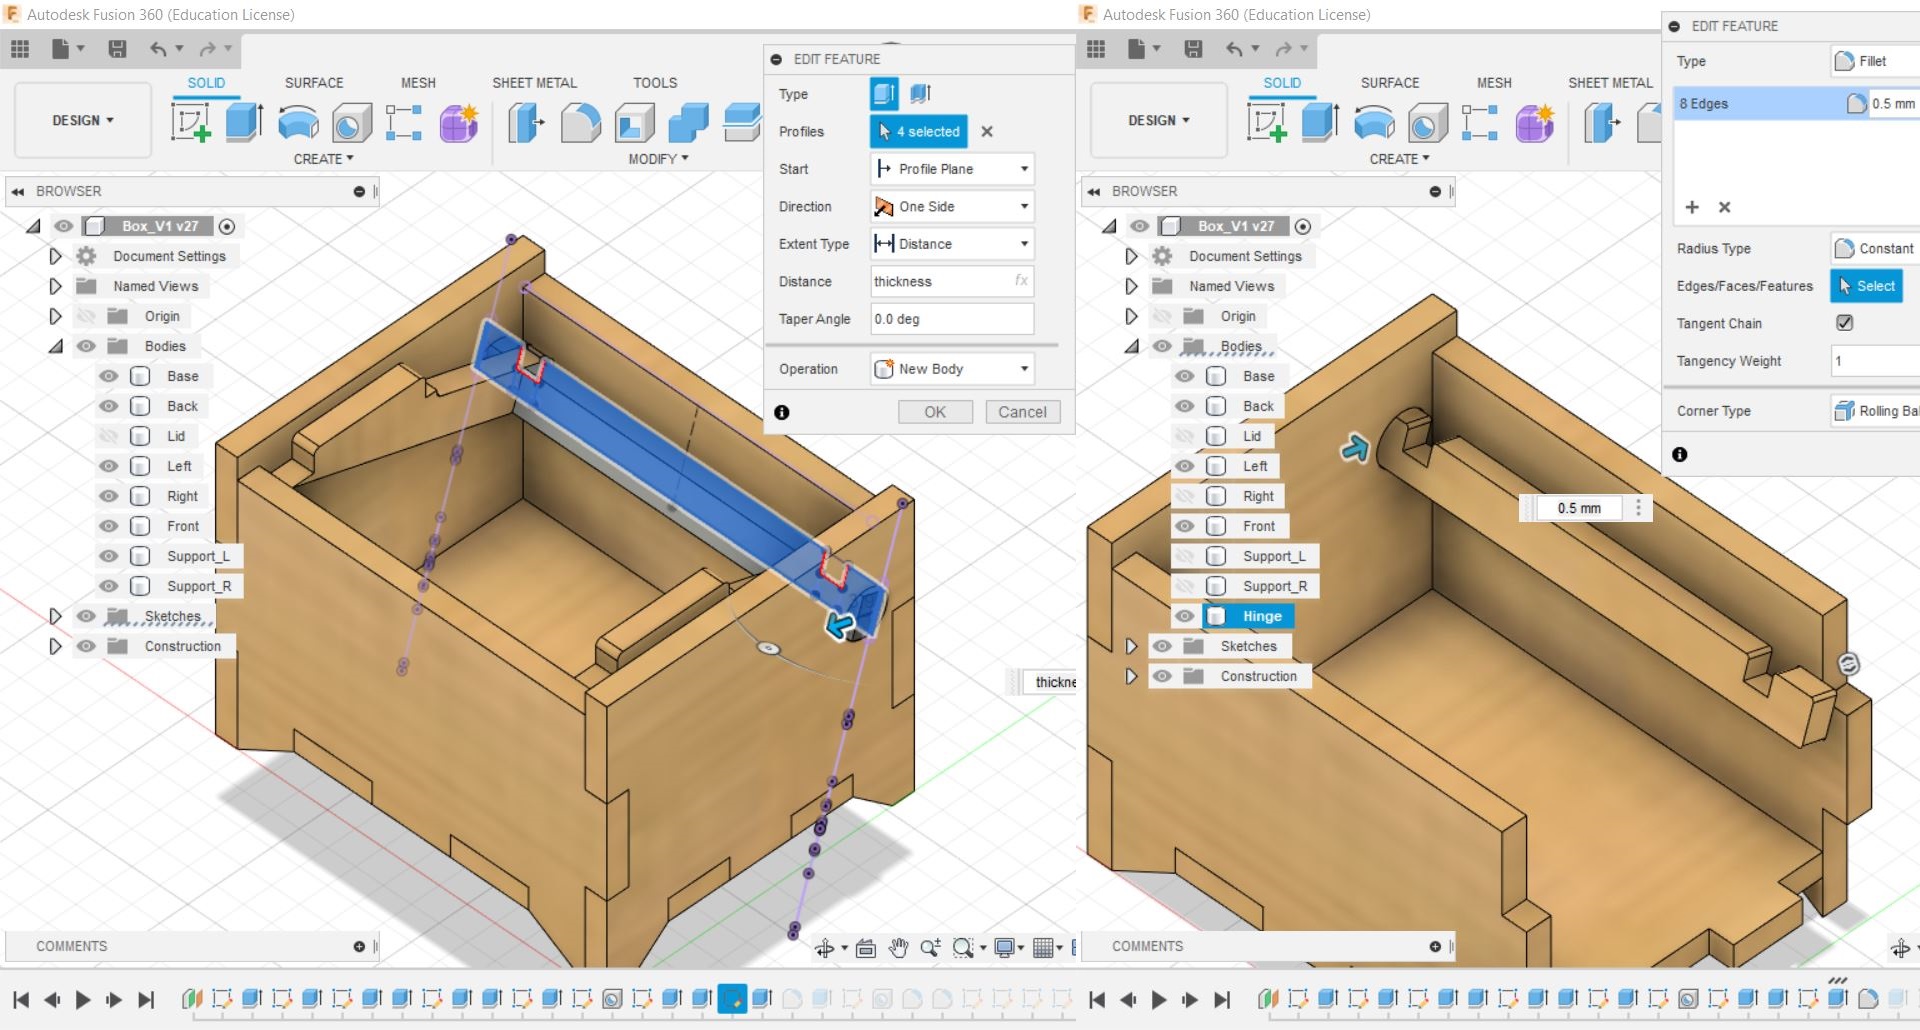 Autodesk Fusion 360 (Education License)
SOLID
SURFACE
MESH
SHEET METAL
TOOLS
DESIGN
CREATE
MODIFY
BROWSER
Box_V1 v27
Document Settings
Named Views
Origin
Bodies
Base
Back
Lid
Left
Right
Front
Support_L
Support_R
Sketches
Construction
COMMENTS
EDIT FEATURE
Type
Profiles
4 selected
Start
Profile Plane
Direction
One Side
Extent Type
Distance
Distance
thickness
fx
Taper Angle
0.0 deg
Operation
New Body
OK
Cancel
thickne
Autodesk Fusion 360 (Education License)
SOLID
SURFACE
MESH
SHEET METAL
DESIGN
CREATE
BROWSER
Box_V1 v27
Document Settings
Named Views
Origin
Bodies
Base
Back
Lid
Left
Right
Front
Support_L
Support_R
Hinge
Sketches
Construction
COMMENTS
0.5 mm
EDIT FEATURE
Type
Fillet
8 Edges
0.5 mm
Radius Type
Constant
Edges/Faces/Features
Select
Tangent Chain
Tangency Weight
1
Corner Type
Rolling Bal